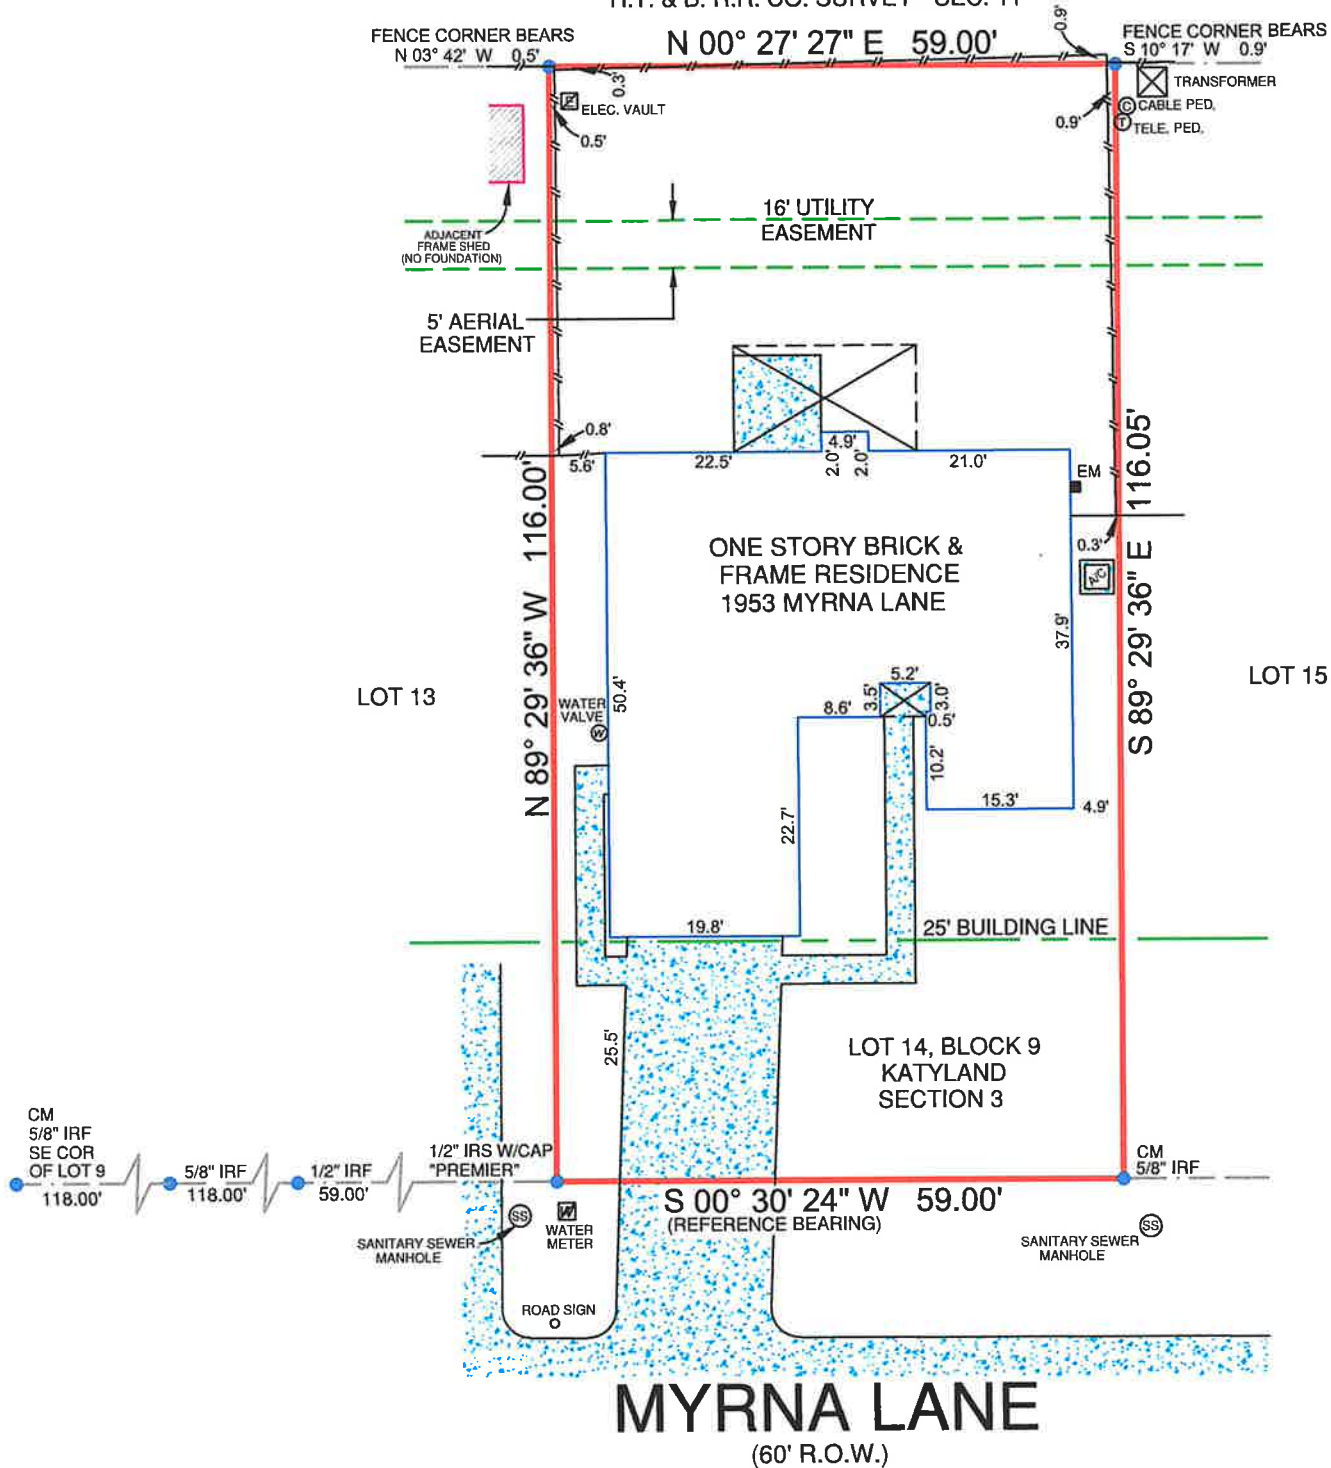 H.T. & B. R.R. CO. SURVEY SEC. 11
FENCE CORNER BEARS
N 03° 42' W 0.5'
N 00° 27' 27" E 59.00'
0.9'
FENCE CORNER BEARS
S 10° 17' W 0.9'
TRANSFORMER
0.3'
ELEC. VAULT
0.5'
0.9'
C CABLE PED.
T TELE. PED.
16' UTILITY
EASEMENT
ADJACENT
FRAME SHED
(NO FOUNDATION)
5' AERIAL
EASEMENT
0.8'
5.6'
22.5'
4.9'
2.0'
2.0'
21.0'
EM
N 89° 29' 36" W 116.00'
S 89° 29' 36" E 116.05'
0.3'
A/C
ONE STORY BRICK &
FRAME RESIDENCE
1953 MYRNA LANE
37.9'
LOT 13
LOT 15
50.4'
WATER
VALVE
W
5.2'
3.5'
3.0'
8.6'
0.5'
10.2'
15.3'
4.9'
22.7'
19.8'
25' BUILDING LINE
25.5'
LOT 14, BLOCK 9
KATYLAND
SECTION 3
CM
5/8" IRF
SE COR
OF LOT 9
118.00'
5/8" IRF
118.00'
1/2" IRF
59.00'
1/2" IRS W/CAP
"PREMIER"
CM
5/8" IRF
S 00° 30' 24" W 59.00'
(REFERENCE BEARING)
SS
W
WATER
METER
SANITARY SEWER
MANHOLE
SS
SANITARY SEWER
MANHOLE
ROAD SIGN
MYRNA LANE
(60' R.O.W.)